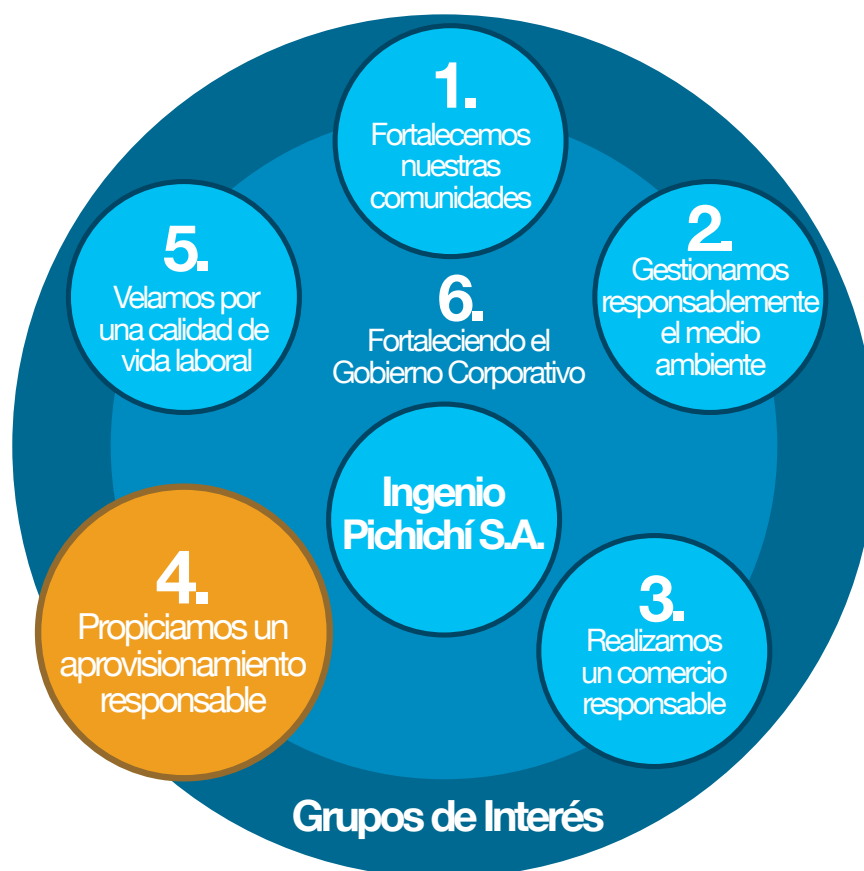 1.
Fortalecemos
nuestras
comunidades
2.
Gestionamos
responsablemente
el medio
ambiente
3.
Realizamos
un comercio
responsable
4.
Propiciamos un
aprovisionamiento
responsable
5.
Velamos por
una calidad de
vida laboral
6.
Fortaleciendo el
Gobierno Corporativo
Ingenio
Pichichí S.A.
Grupos de Interés